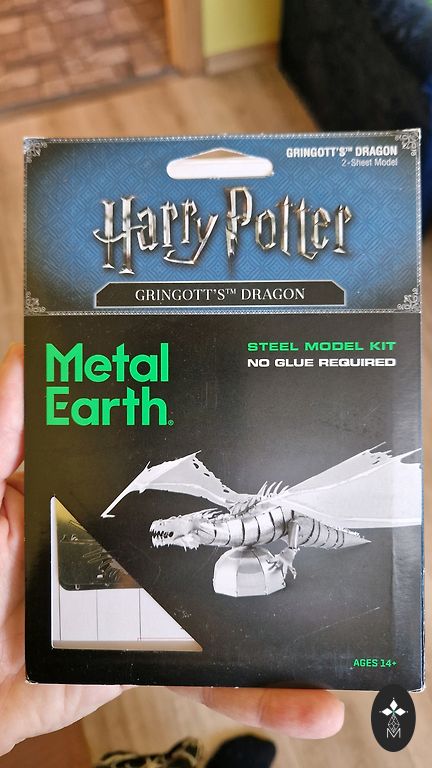 GRINGOTT'S™ DRAGON
2-Sheet Model
Harry Potter
GRINGOTT'S™ DRAGON
Metal
Earth®
STEEL MODEL KIT
NO GLUE REQUIRED
AGES 14+
M